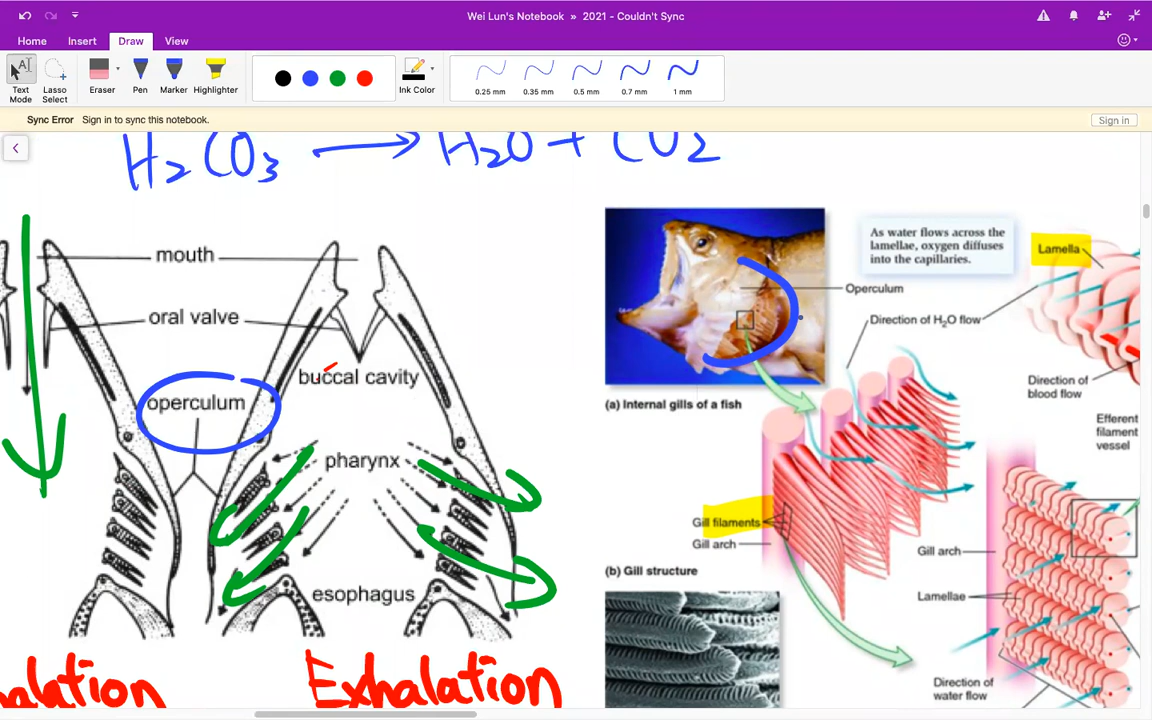 Wei Lun's Notebook » 2021 - Couldn't Sync
Home Insert Draw View
Text Mode
Lasso Select
Eraser
Pen
Marker
Highlighter
Ink Color
0.25 mm
0.35 mm
0.5 mm
0.7 mm
1 mm
Sync Error Sign in to sync this notebook.
Sign in
H2CO3 → H2O + CO2
mouth
oral valve
buccal cavity
operculum
pharynx
esophagus
Exhalation
As water flows across the
lamellae, oxygen diffuses
into the capillaries.
Lamella
Operculum
Direction of H2O flow
Direction of
blood flow
(a) Internal gills of a fish
Efferent
filament
vessel
Gill filaments
Gill arch
(b) Gill structure
Gill arch
Lamellae
Direction of
water flow